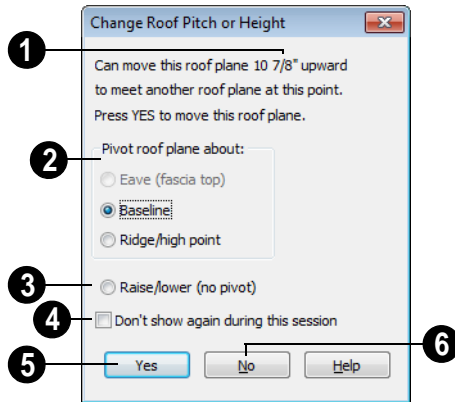 Change Roof Pitch or Height
1
Can move this roof plane 10 7/8" upward
to meet another roof plane at this point.
Press YES to move this roof plane.
2
Pivot roof plane about:
Eave (fascia top)
Baseline
Ridge/high point
3
Raise/lower (no pivot)
4
Don't show again during this session
6
5
Yes
No
Help